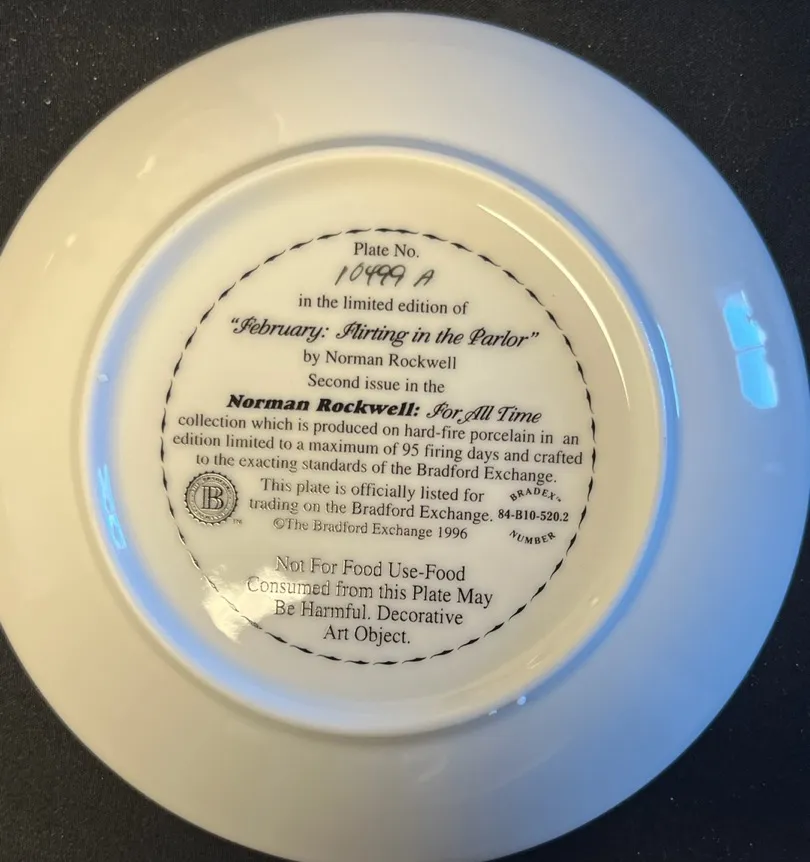 Plate No.
10499 A
in the limited edition of
“February: Flirting in the Parlor”
by Norman Rockwell
Second issue in the
Norman Rockwell: For All Time
collection which is produced on hard-fire porcelain in an
edition limited to a maximum of 95 firing days and crafted
to the exacting standards of the Bradford Exchange.
This plate is officially listed for
trading on the Bradford Exchange.
©The Bradford Exchange 1996
B
TM
BRADEX™
84-B10-520.2
NUMBER
Not For Food Use-Food
Consumed from this Plate May
Be Harmful. Decorative
Art Object.